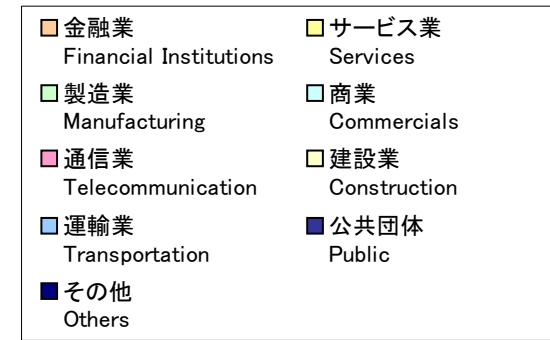 金融業
Financial Institutions
サービス業
Services
製造業
Manufacturing
商業
Commercials
通信業
Telecommunication
建設業
Construction
運輸業
Transportation
公共団体
Public
その他
Others